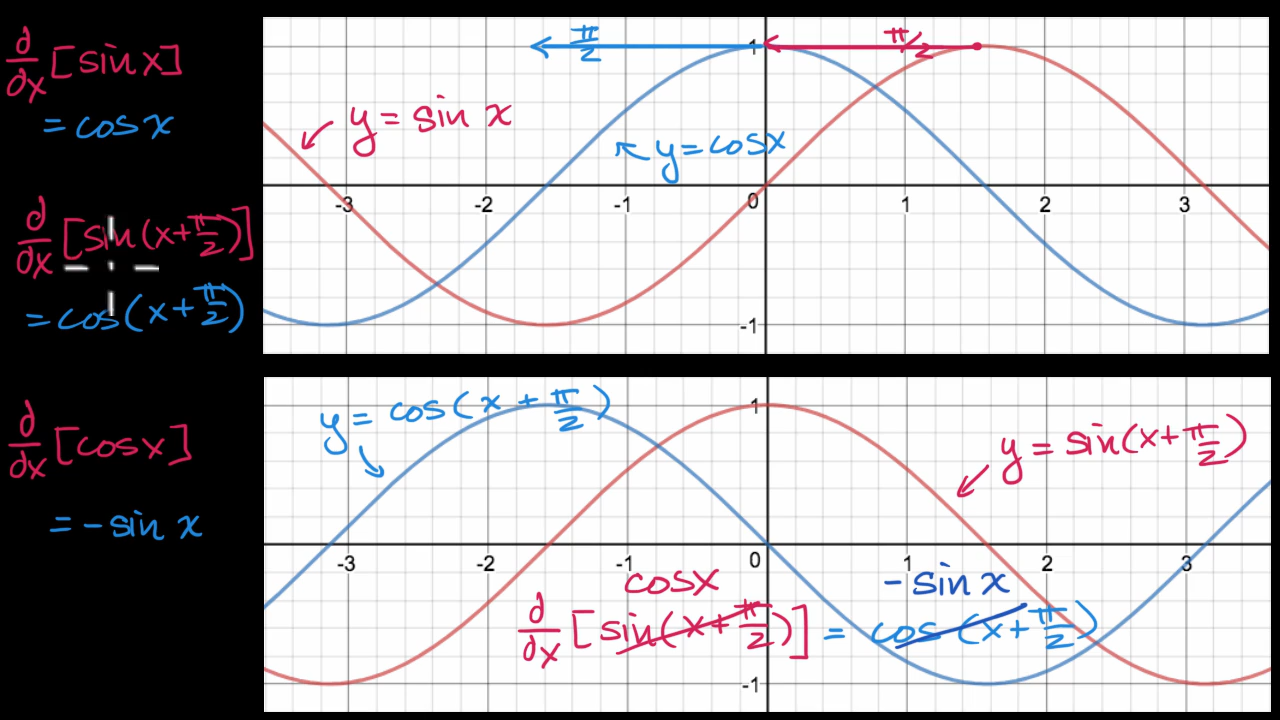 d/dx [sin x]
= cos x
d/dx [sin(x+π/2)]
= cos(x+π/2)
d/dx [cos x]
= -sin x
π/2
π/2
1
y = sin x
y = cos x
-3 -2 -1 0 1 2 3
-1
y = cos(x + π/2)
1
y = sin(x+π/2)
-3 -2 -1 0 1 2 3
cos x -sin x
d/dx [sin(x+π/2)] = cos(x+π/2)
-1